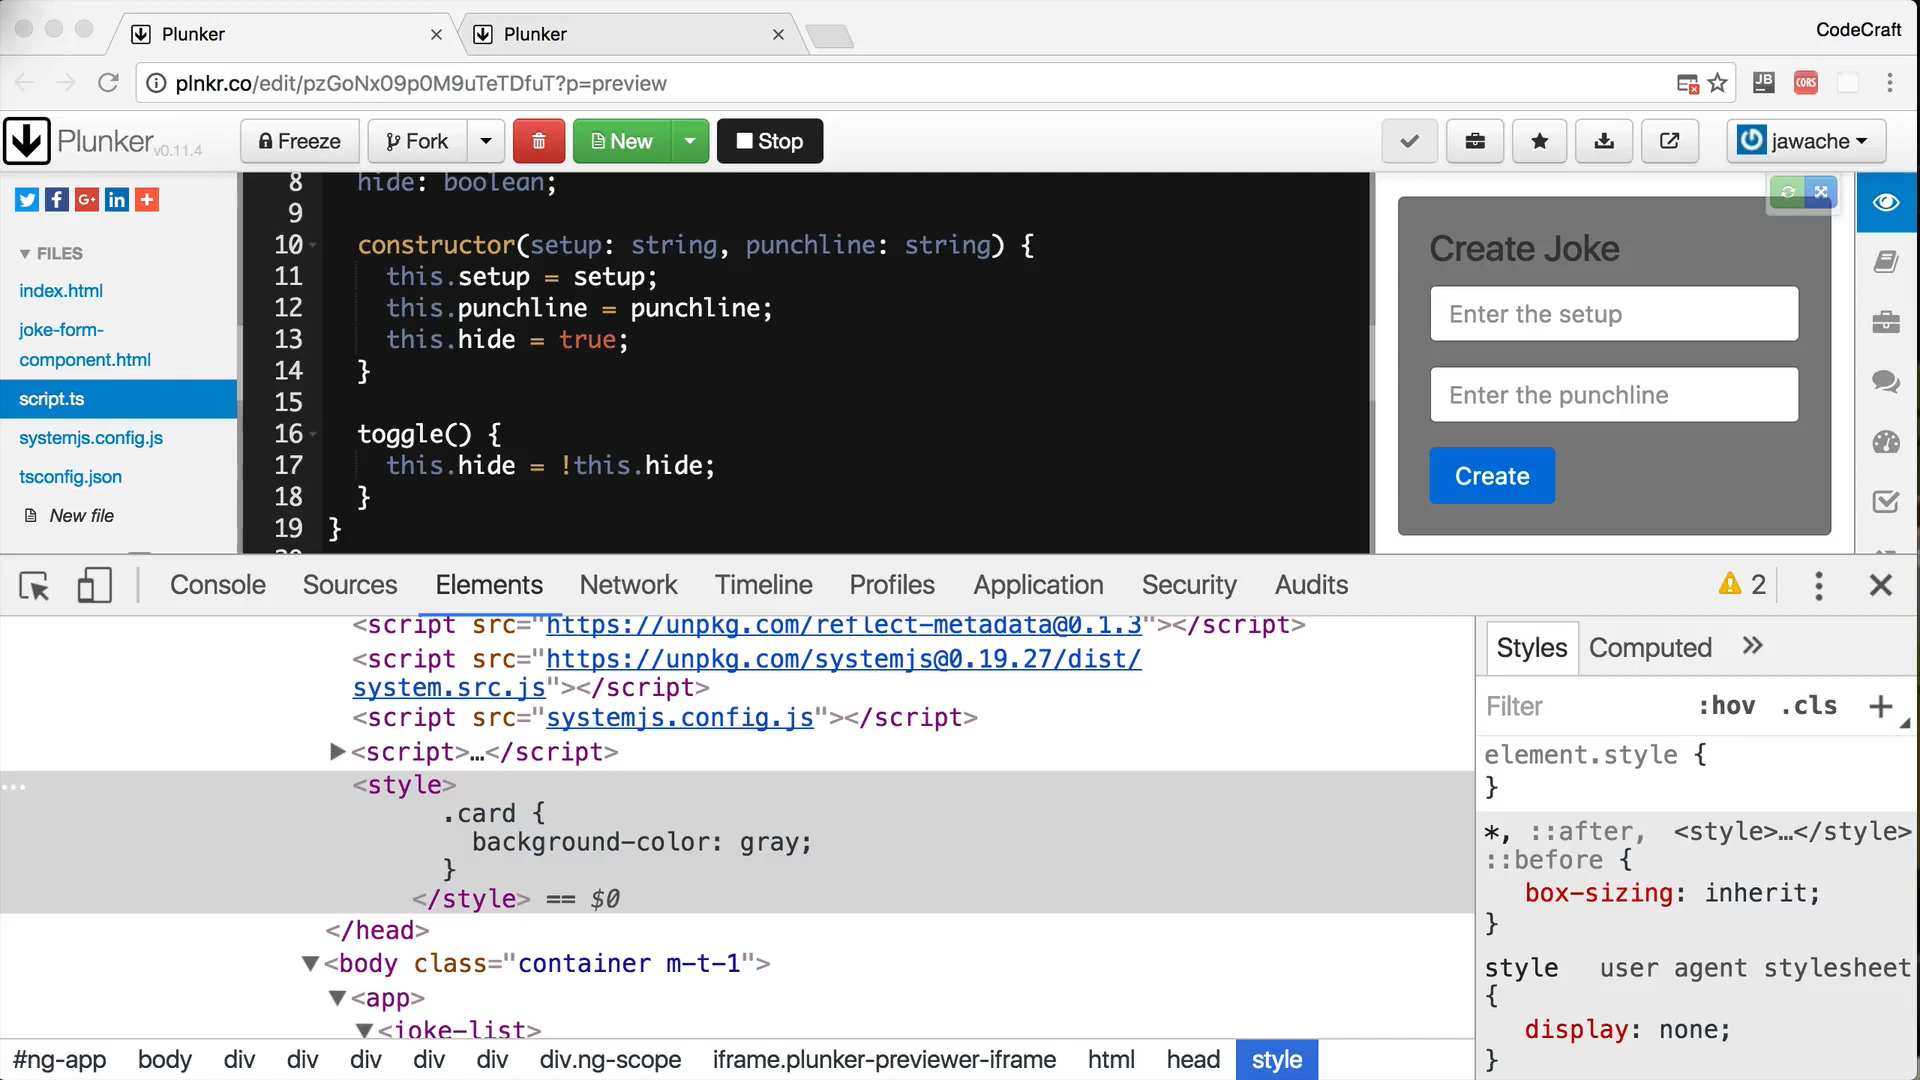 Plunker
Plunker
CodeCraft
plnkr.co/edit/pzGoNx09p0M9uTeTDfuT?p=preview
JB
CORS
Plunker v0.11.4
Freeze
Fork
New
Stop
jawache
FILES
index.html
joke-form-
component.html
script.ts
systemjs.config.js
tsconfig.json
New file
8 hide: boolean;
9
10 constructor(setup: string, punchline: string) {
11 this.setup = setup;
12 this.punchline = punchline;
13 this.hide = true;
14 }
15
16 toggle() {
17 this.hide = !this.hide;
18 }
19 }
Create Joke
Enter the setup
Enter the punchline
Create
Console Sources Elements Network Timeline Profiles Application Security Audits
2
<script src="https://unpkg.com/reflect-metadata@0.1.3"></script>
<script src="https://unpkg.com/systemjs@0.19.27/dist/
system.src.js"></script>
<script src="systemjs.config.js"></script>
<script>…</script>
<style>
.card {
background-color: gray;
}
</style> == $0
</head>
<body class="container m-t-1">
<app>
<joke-list>
#ng-app body div div div div div div.ng-scope iframe.plunker-previewer-iframe html head style
Styles Computed »
Filter :hov .cls +
element.style {
}
*, ::after, <style>…</style>
::before {
box-sizing: inherit;
}
style user agent stylesheet
{
display: none;
}